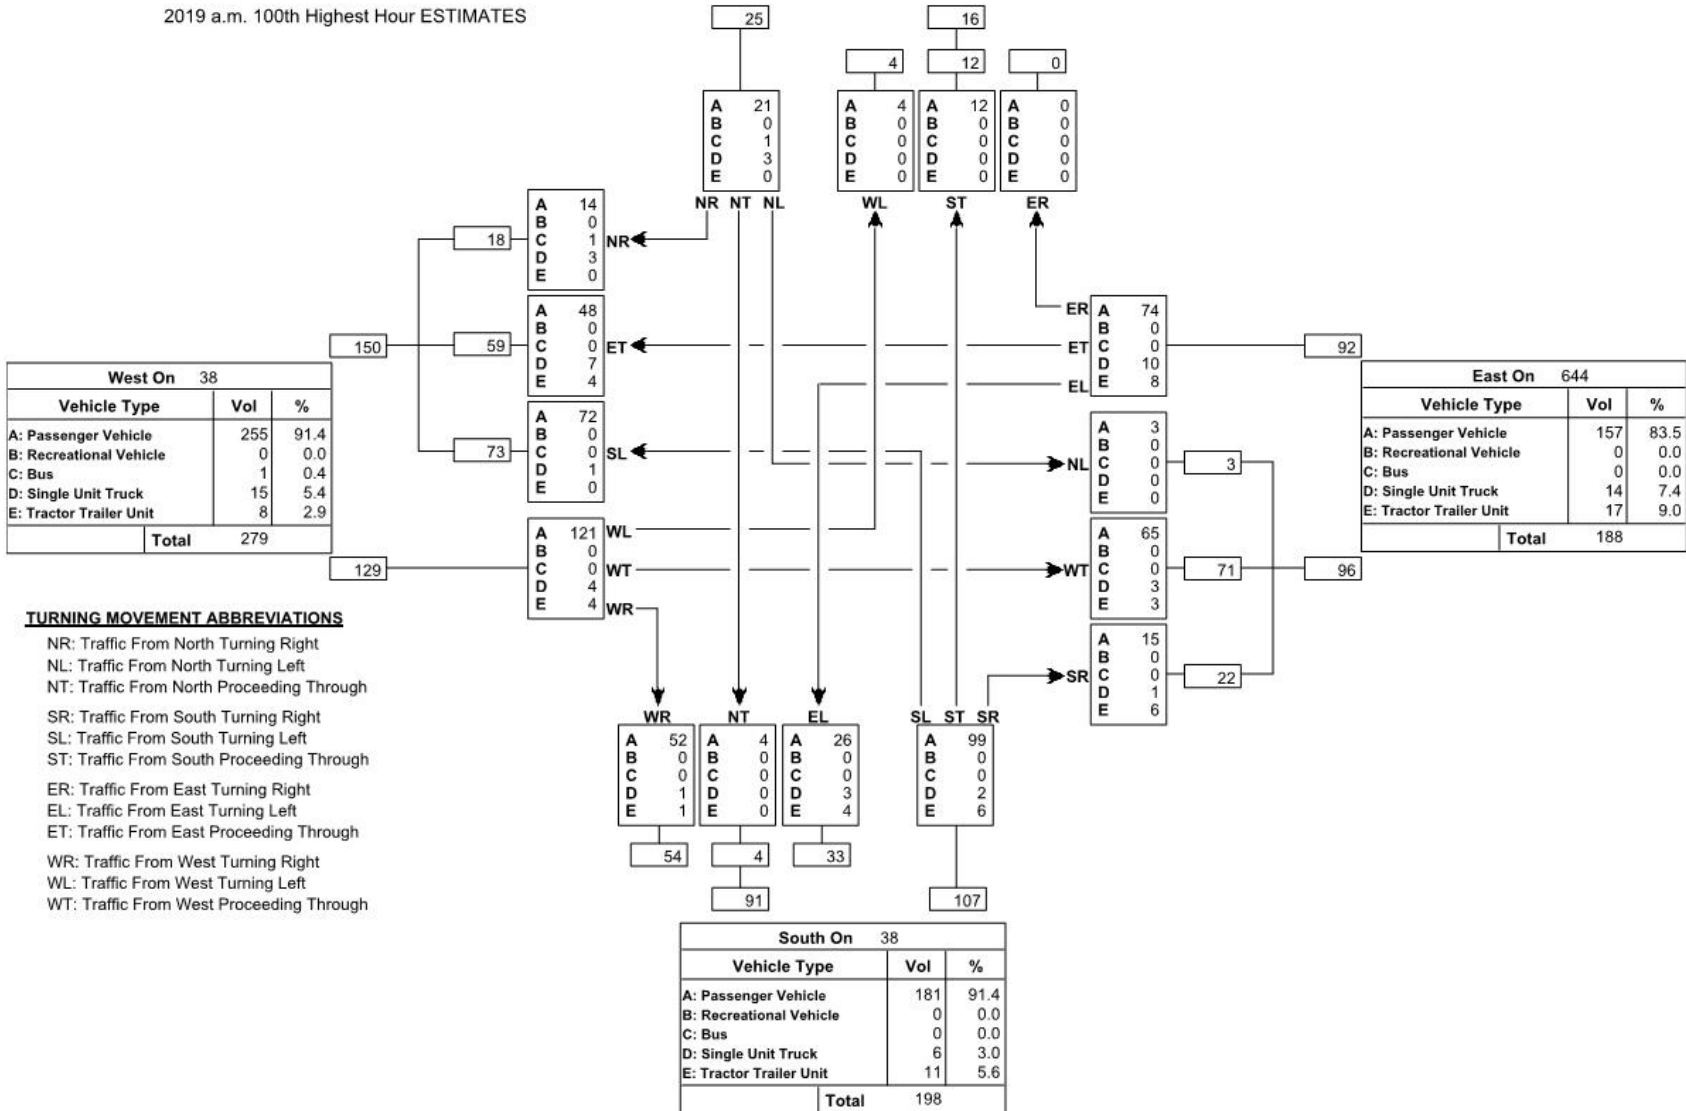 2019 a.m. 100th Highest Hour ESTIMATES
25
16
4
12
0
A 21
B 0
C 1
D 3
E 0
A 4
B 0
C 0
D 0
E 0
A 12
B 0
C 0
D 0
E 0
A 0
B 0
C 0
D 0
E 0
NR NT NL
WL
ST
ER
18
A 14
B 0
C 1
D 3
E 0
NR
150
59
A 48
B 0
C 0
D 7
E 4
ET
73
A 72
B 0
C 0
D 1
E 0
SL
ER
ET
EL
A 74
B 0
C 0
D 10
E 8
92
West On 38
Vehicle Type Vol %
A: Passenger Vehicle 255 91.4
B: Recreational Vehicle 0 0.0
C: Bus 1 0.4
D: Single Unit Truck 15 5.4
E: Tractor Trailer Unit 8 2.9
Total 279
East On 644
Vehicle Type Vol %
A: Passenger Vehicle 157 83.5
B: Recreational Vehicle 0 0.0
C: Bus 0 0.0
D: Single Unit Truck 14 7.4
E: Tractor Trailer Unit 17 9.0
Total 188
129
A 121
B 0
C 0
D 4
E 4
WL
WT
WR
NL
A 3
B 0
C 0
D 0
E 0
3
WT
A 65
B 0
C 0
D 3
E 3
71
96
SR
A 15
B 0
C 0
D 1
E 6
22
TURNING MOVEMENT ABBREVIATIONS
NR: Traffic From North Turning Right
NL: Traffic From North Turning Left
NT: Traffic From North Proceeding Through
SR: Traffic From South Turning Right
SL: Traffic From South Turning Left
ST: Traffic From South Proceeding Through
ER: Traffic From East Turning Right
EL: Traffic From East Turning Left
ET: Traffic From East Proceeding Through
WR: Traffic From West Turning Right
WL: Traffic From West Turning Left
WT: Traffic From West Proceeding Through
WR
NT
EL
SL ST SR
A 52
B 0
C 0
D 1
E 1
A 4
B 0
C 0
D 0
E 0
A 26
B 0
C 0
D 3
E 4
A 99
B 0
C 0
D 2
E 6
54
4
33
91
107
South On 38
Vehicle Type Vol %
A: Passenger Vehicle 181 91.4
B: Recreational Vehicle 0 0.0
C: Bus 0 0.0
D: Single Unit Truck 6 3.0
E: Tractor Trailer Unit 11 5.6
Total 198